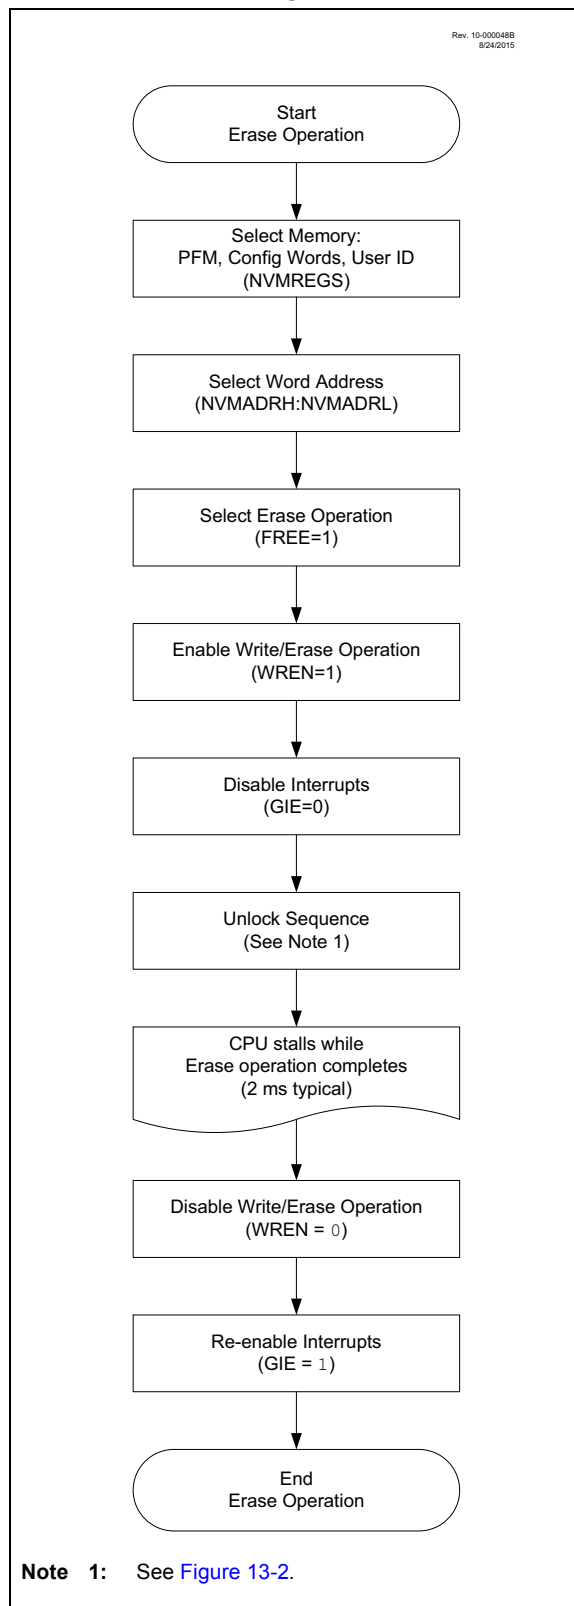 Rev. 10-000048B
8/24/2015
Start
Erase Operation
Select Memory:
PFM, Config Words, User ID
(NVMREGS)
Select Word Address
(NVMADRH:NVMADRL)
Select Erase Operation
(FREE=1)
Enable Write/Erase Operation
(WREN=1)
Disable Interrupts
(GIE=0)
Unlock Sequence
(See Note 1)
CPU stalls while
Erase operation completes
(2 ms typical)
Disable Write/Erase Operation
(WREN = 0)
Re-enable Interrupts
(GIE = 1)
End
Erase Operation
Note 1: See Figure 13-2.